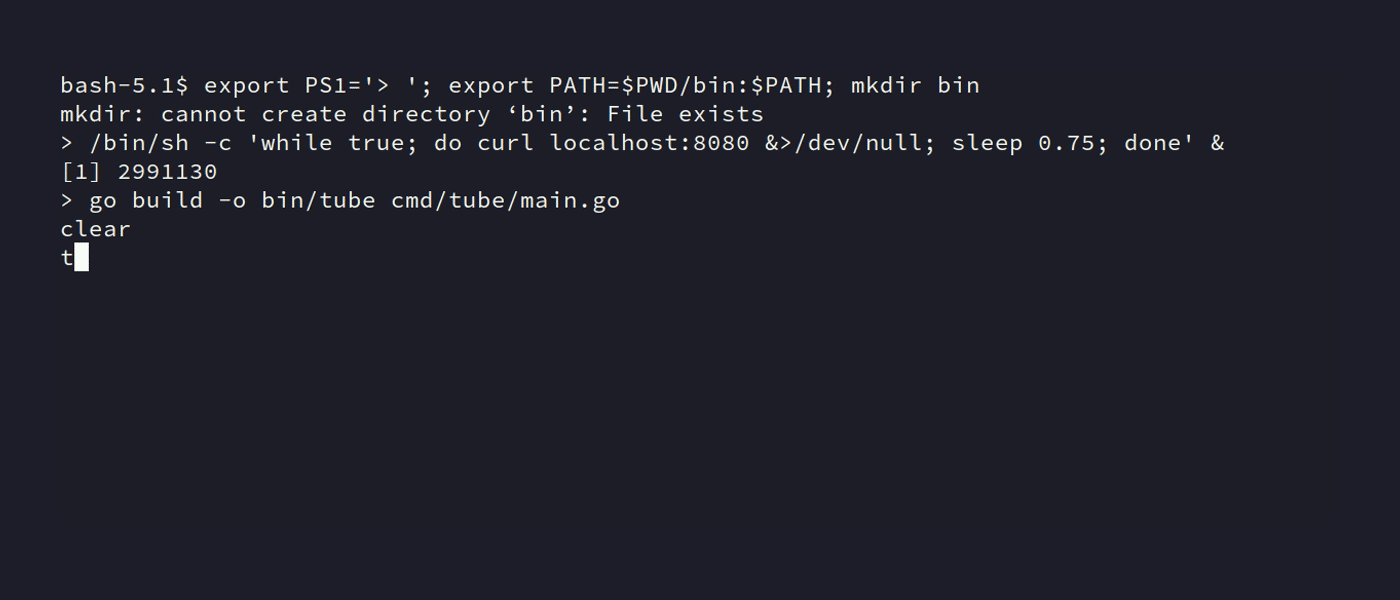 bash-5.1$ export PS1='> '; export PATH=$PWD/bin:$PATH; mkdir bin
mkdir: cannot create directory ‘bin’: File exists
> /bin/sh -c 'while true; do curl localhost:8080 &>/dev/null; sleep 0.75; done' &
[1] 2991130
> go build -o bin/tube cmd/tube/main.go
clear
t